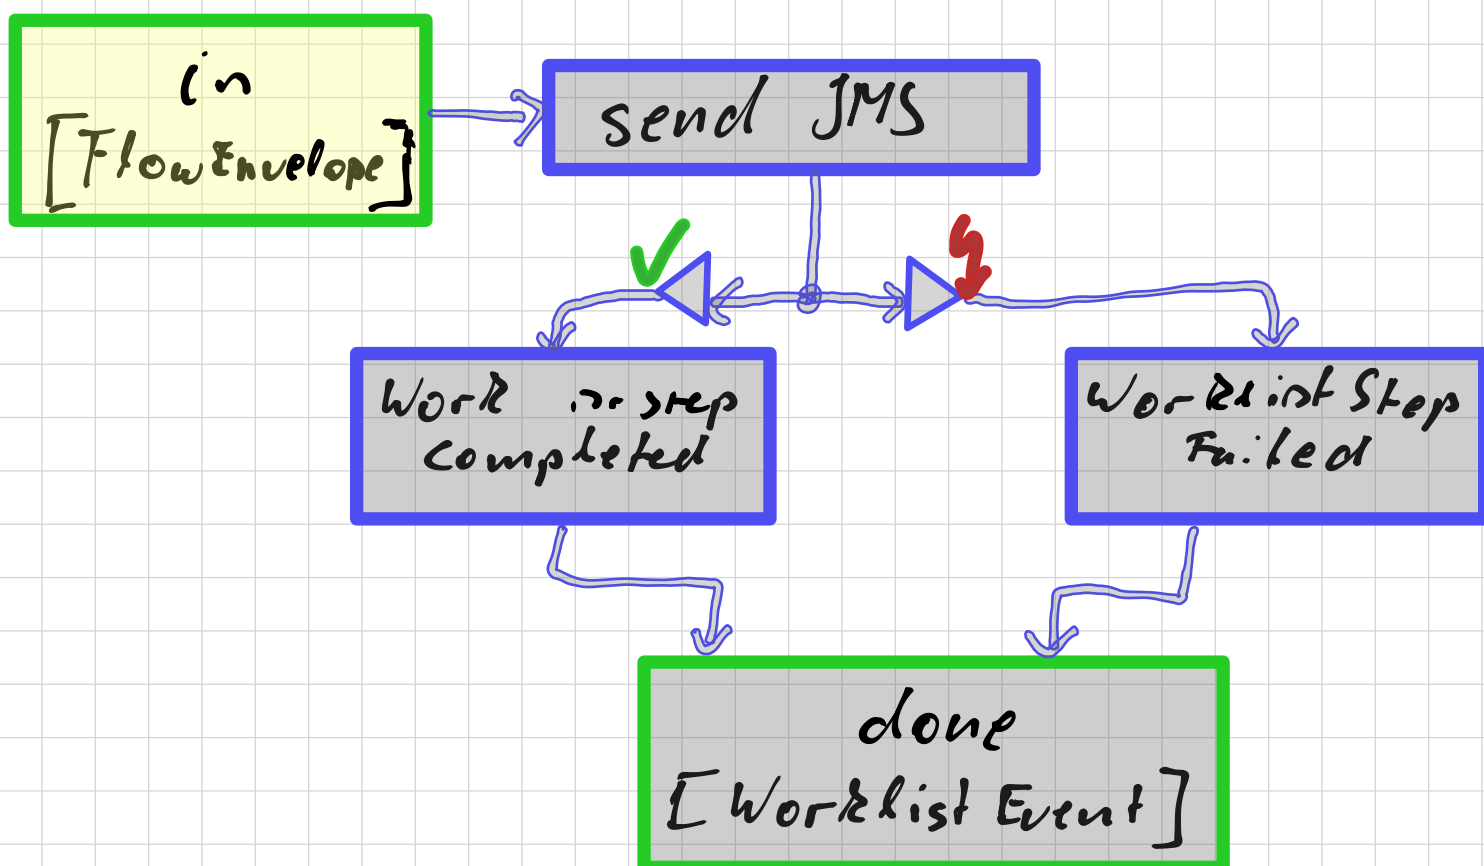 in
[FlowEnvelope]
send JMS
Work step
completed
Worklist Step
Failed
done
[Worklist Event]